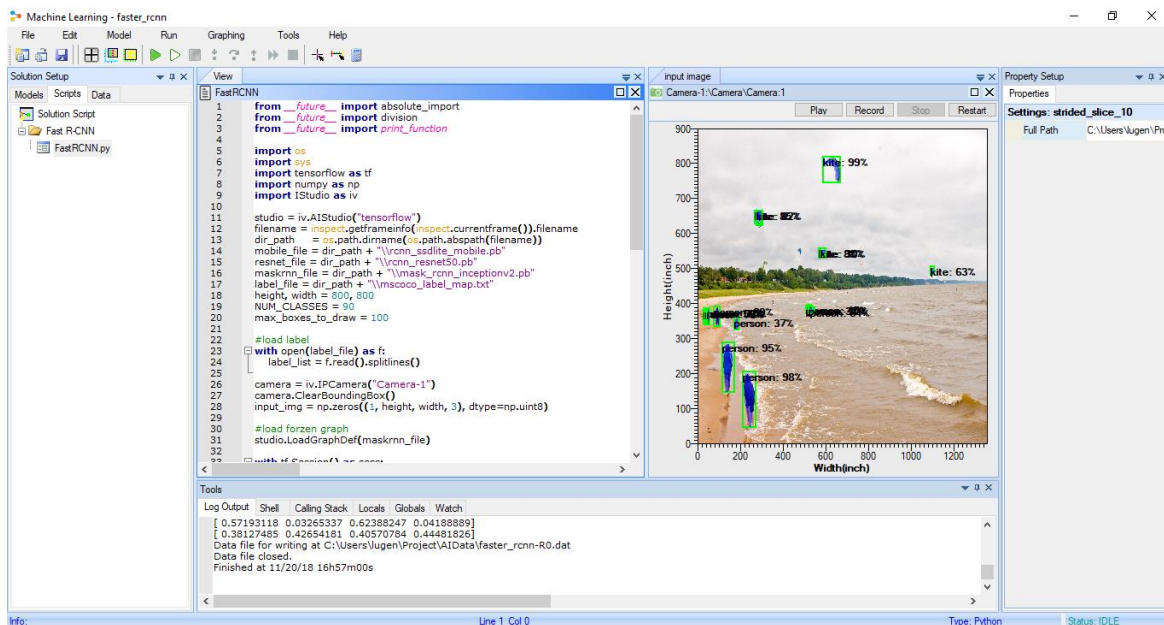 Machine Learning - faster_rcnn
File Edit Model Run Graphing Tools Help
Solution Setup
Models Scripts Data
Solution Script
Fast R-CNN
FastRCNN.py
View
FastRCNN
1 from __future__ import absolute_import
2 from __future__ import division
3 from __future__ import print_function
4
5 import os
6 import sys
7 import tensorflow as tf
8 import numpy as np
9 import IStudio as iv
10
11 studio = iv.AIStudio("tensorflow")
12 filename = inspect.getframeinfo(inspect.currentframe()).filename
13 dir_path = os.path.dirname(os.path.abspath(filename))
14 mobile_file = dir_path + "\\rcnn_ssdlite_mobile.pb"
15 resnet_file = dir_path + "\\rcnn_resnet50.pb"
16 maskrnn_file = dir_path + "\\mask_rcnn_inceptionv2.pb"
17 label_file = dir_path + "\\mscoco_label_map.txt"
18 height, width = 800, 800
19 NUM_CLASSES = 90
20 max_boxes_to_draw = 100
21
22 #load label
23 with open(label_file) as f:
24 label_list = f.read().splitlines()
25
26 camera = iv.IPCamera("Camera-1")
27 camera.ClearBoundingBox()
28 input_img = np.zeros((1, height, width, 3), dtype=np.uint8)
29
30 #load forzen graph
31 studio.LoadGraphDef(maskrnn_file)
32
33 with tf.Session() as sess:
input image
Camera-1:\Camera\Camera:1
Play Record Stop Restart
900
800
700
600
500
400
300
200
100
0
Height(inch)
kite: 99%
kite:
kite:
kite: 63%
person: 37%
person: 95%
person: 98%
0 200 400 600 800 1000 1200
Width(inch)
Property Setup
Properties
Settings: strided_slice_10
Full Path C:\Users\lugen\Pr
Tools
Log Output Shell Calling Stack Locals Globals Watch
[ 0.57193118 0.03265337 0.62388247 0.04188889]
[ 0.38127485 0.42654181 0.40570784 0.44481826]
Data file for writing at C:\Users\lugen\Project\AIData\faster_rcnn-R0.dat
Data file closed.
Finished at 11/20/18 16h57m00s
Info: Line 1 Col 0 Type: Python Status: IDLE